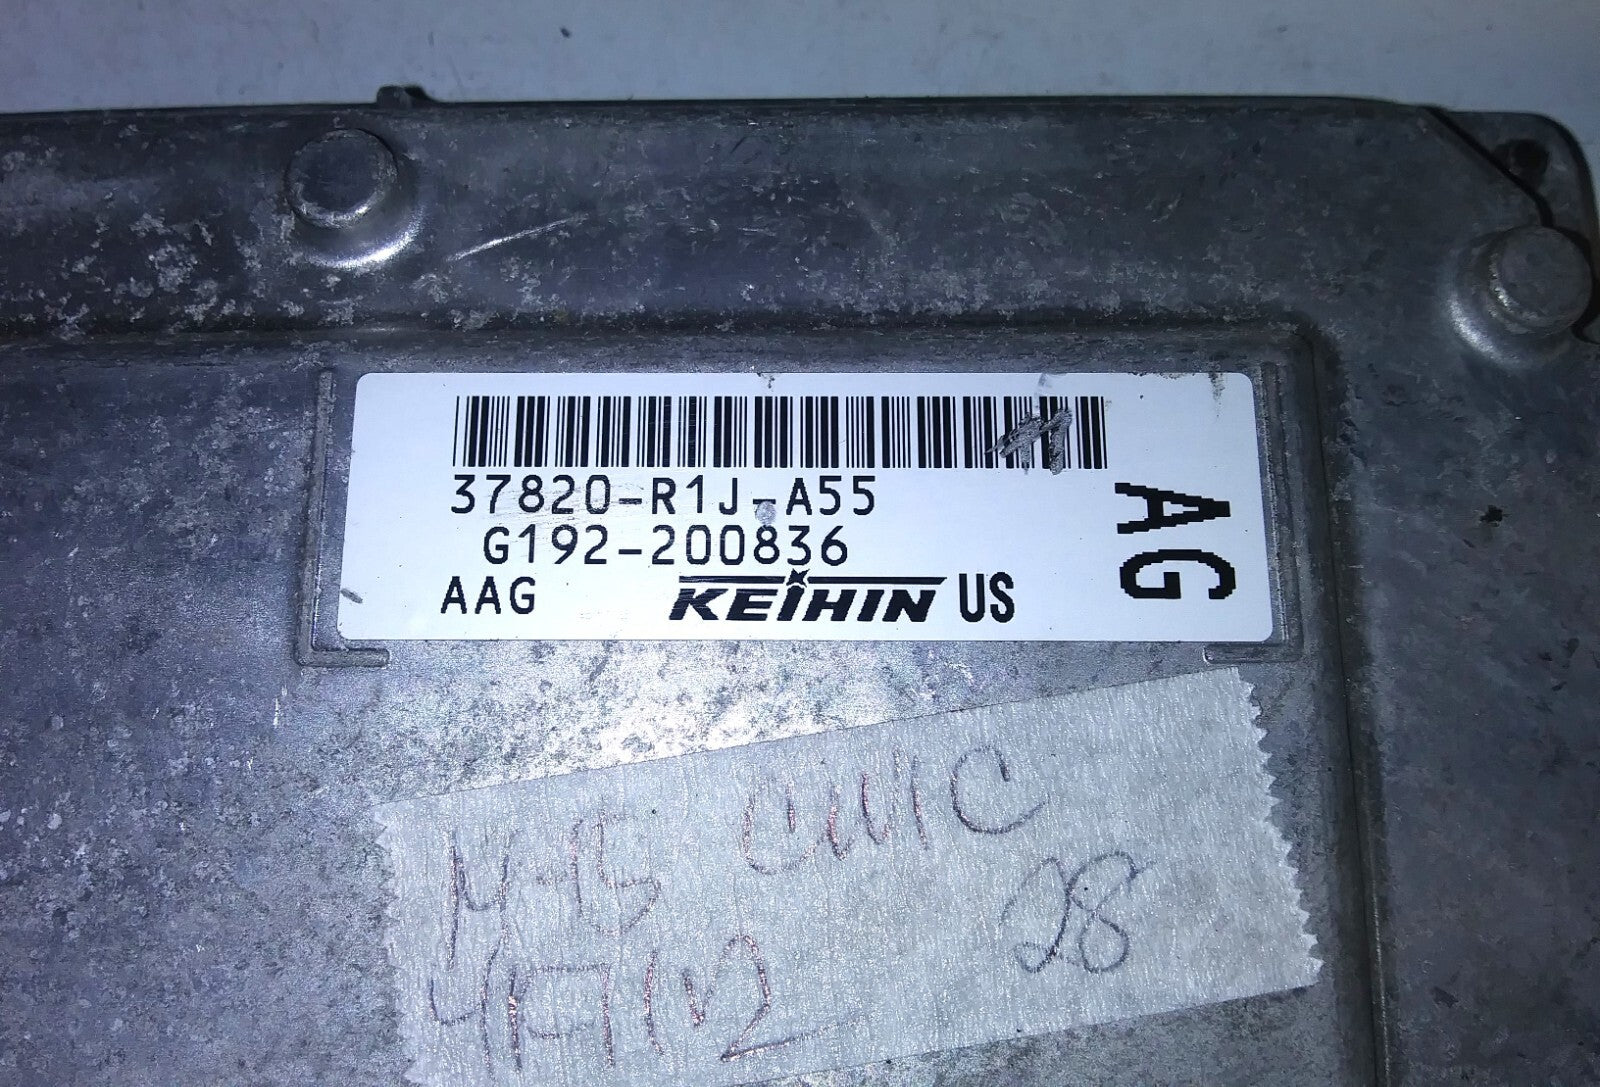 37820-R1J-A55
G192-200836
AAG KEIHIN US
AG
CIVIC
28